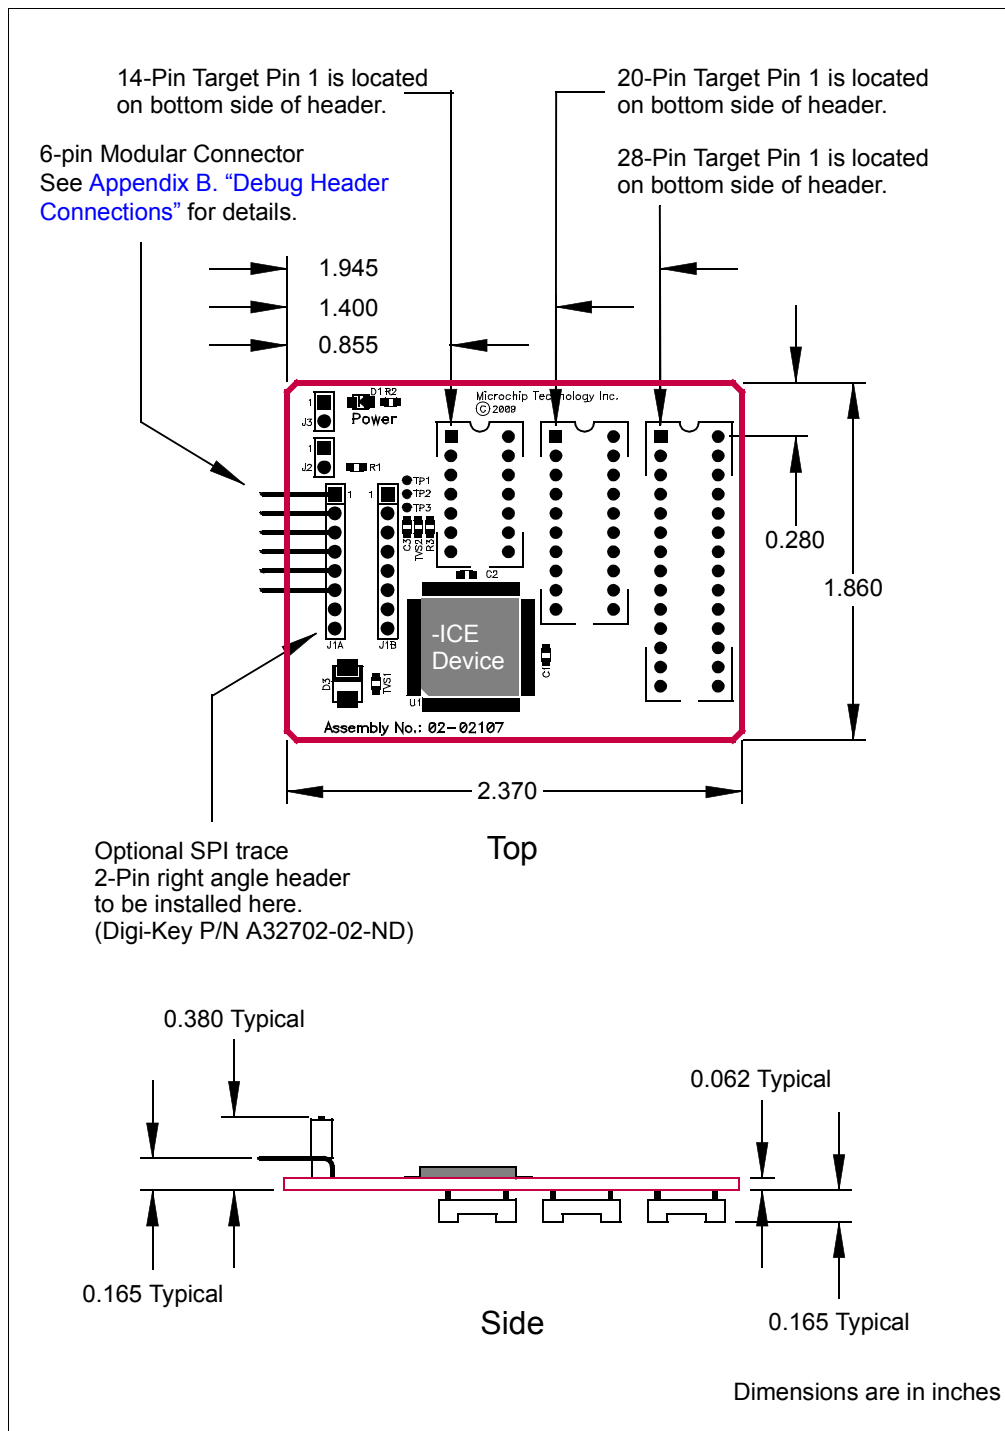 14-Pin Target Pin 1 is located
on bottom side of header.
20-Pin Target Pin 1 is located
on bottom side of header.
6-pin Modular Connector
See Appendix B. “Debug Header
Connections” for details.
28-Pin Target Pin 1 is located
on bottom side of header.
1.945
1.400
0.855
D1 R2
Microchip Technology Inc.
© 2009
1
J3
Power
1
J2
R1
1
1
TP1
TP2
TP3
C3
TVS2
R3
0.280
1.860
C2
-ICE
Device
J1A
J1B
C1
D3
TVS1
U1
Assembly No.: 02-02107
2.370
Top
Optional SPI trace
2-Pin right angle header
to be installed here.
(Digi-Key P/N A32702-02-ND)
0.380 Typical
0.062 Typical
0.165 Typical
0.165 Typical
Side
Dimensions are in inches